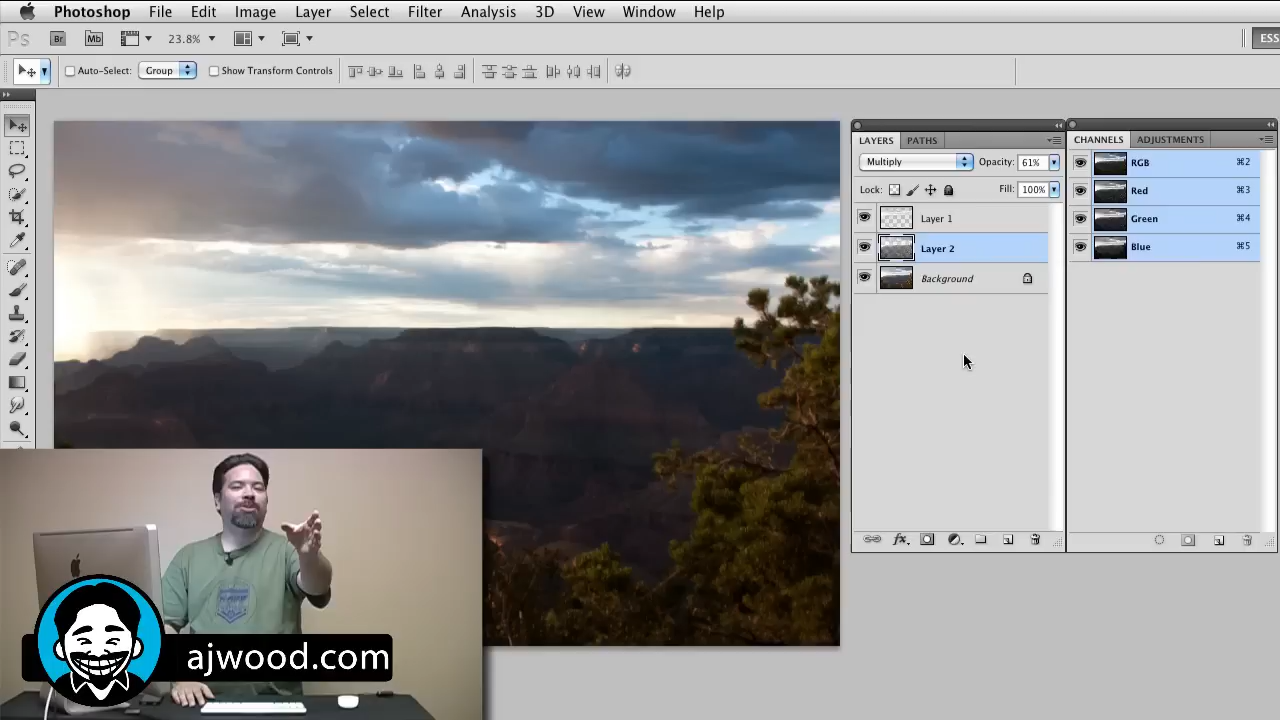 Photoshop File Edit Image Layer Select Filter Analysis 3D View Window Help
Ps Br Mb 23.8% ESS
Auto-Select: Group Show Transform Controls
LAYERS PATHS CHANNELS ADJUSTMENTS
Multiply Opacity: 61% RGB ⌘2
Lock: Fill: 100% Red ⌘3
Layer 1 Green ⌘4
Layer 2 Blue ⌘5
Background
fx
ajwood.com